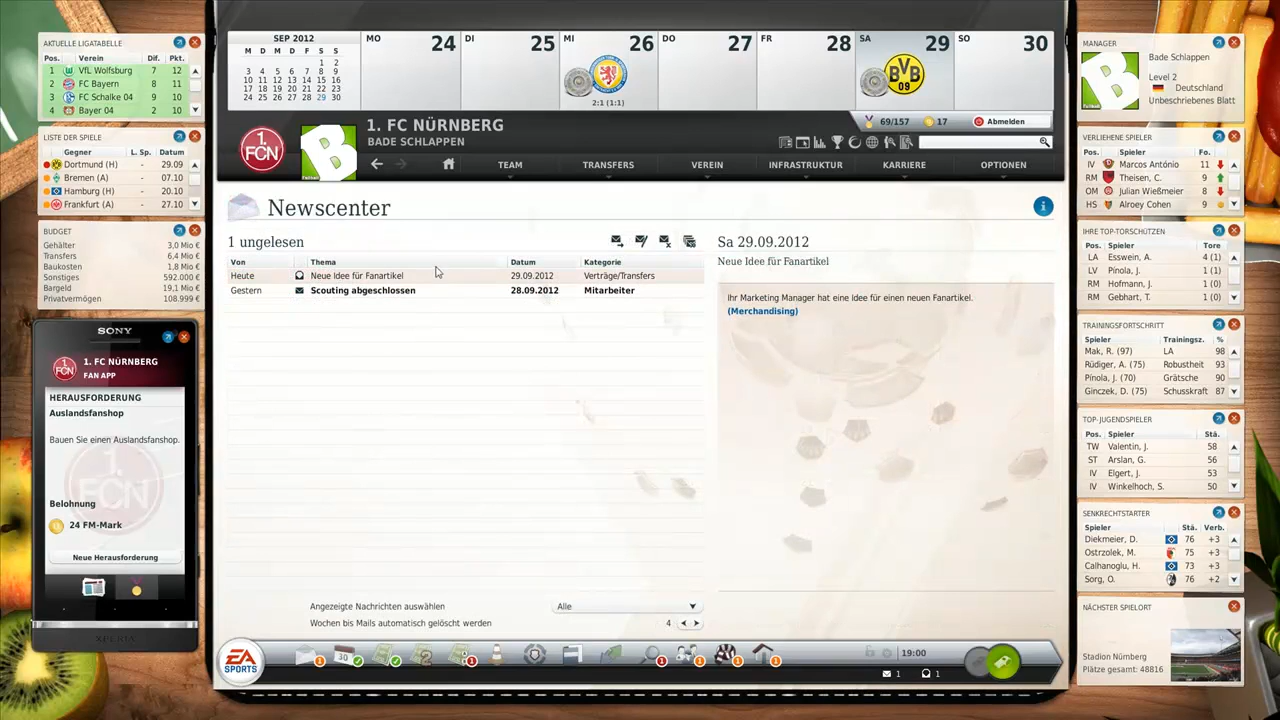 AKTUELLE LIGATABELLE
Pos. Verein Dif. Pkt.
1 VfL Wolfsburg 7 12
2 FC Bayern 8 11
3 FC Schalke 04 9 10
4 Bayer 04 2 10
LISTE DER SPIELE
Gegner L. Sp. Datum
Dortmund (H) - 29.09
Bremen (A) - 07.10
Hamburg (H) - 20.10
Frankfurt (A) - 27.10
BUDGET
Gehälter 3,0 Mio €
Transfers 6,4 Mio €
Baukosten 1,8 Mio €
Sonstiges 592.000 €
Bargeld 19,1 Mio €
Privatvermögen 108.999 €
SONY
1. FC NÜRNBERG
FAN APP
HERAUSFORDERUNG
Auslandsfanshop
Bauen Sie einen Auslandsfanshop.
Belohnung
24 FM-Mark
Neue Herausforderung
XPERIA
SEP 2012
M D M D F S S
1 2
3 4 5 6 7 8 9
10 11 12 13 14 15 16
17 18 19 20 21 22 23
24 25 26 27 28 29 30
MO 24 DI 25 MI 26 DO 27 FR 28 SA 29 SO 30
2:1 (1:1)
BVB
09
1. FC NÜRNBERG
BADE SCHLAPPEN
69/157 17 Abmelden
1. FCN
TEAM TRANSFERS VEREIN INFRASTRUKTUR KARRIERE OPTIONEN
Newscenter
1 ungelesen
Von Thema Datum Kategorie
Heute Neue Idee für Fanartikel 29.09.2012 Verträge/Transfers
Gestern Scouting abgeschlossen 28.09.2012 Mitarbeiter
Sa 29.09.2012
Neue Idee für Fanartikel
Ihr Marketing Manager hat eine Idee für einen neuen Fanartikel.
(Merchandising)
Angezeigte Nachrichten auswählen Alle
Wochen bis Mails automatisch gelöscht werden 4
EA
SPORTS
19:00
1 1
MANAGER
Bade Schlappen
Level 2
Deutschland
Unbeschriebenes Blatt
VERLIEHENE SPIELER
Pos. Spieler Fo.
IV Marcos António 11
RM Theisen, C. 9
OM Julian Wießmeier 8
HS Alroey Cohen 9
IHRE TOP-TORSCHÜTZEN
Pos. Spieler Tore
LA Esswein, A. 4 (1)
LV Pinola, J. 1 (1)
RM Hofmann, J. 1 (0)
RM Gebhart, T. 1 (0)
TRAININGSFORTSCHRITT
Spieler Trainingsz. %
Mak, R. (97) LA 98
Rüdiger, A. (75) Robustheit 93
Pinola, J. (70) Grätsche 90
Ginczek, D. (75) Schusskraft 87
TOP-JUGENDSPIELER
Pos. Spieler Stä.
TW Valentin, J. 58
ST Arslan, G. 56
IV Elgert, J. 53
IV Winkelhoch, S. 50
SENKRECHTSTARTER
Spieler Stä. Verb.
Diekmeier, D. 76 +3
Ostrzolek, M. 75 +3
Calhanoglu, H. 73 +3
Sorg, O. 76 +2
NÄCHSTER SPIELORT
Stadion Nürnberg
Plätze gesamt: 48816